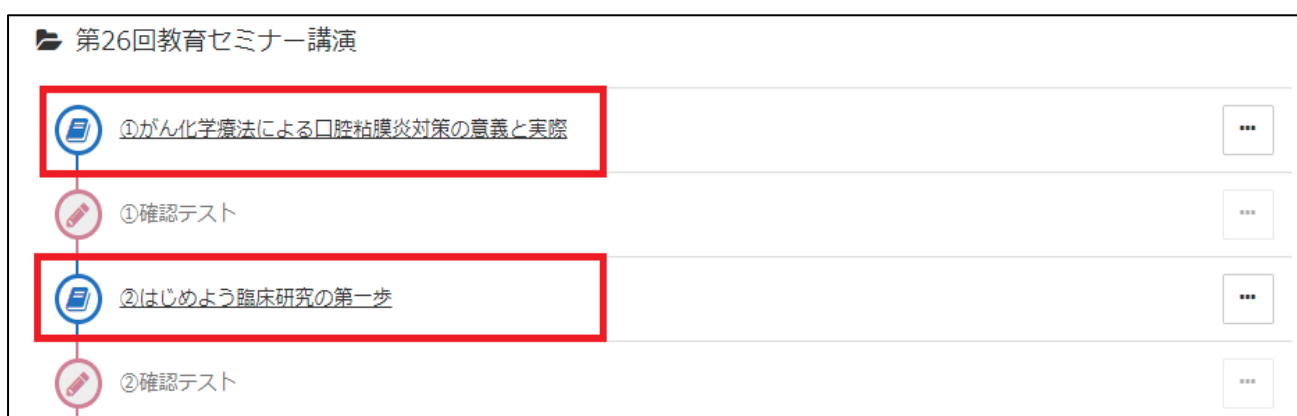 第26回教育セミナー講演
①がん化学療法による口腔粘膜炎対策の意義と実際
①確認テスト
②はじめよう臨床研究の第一歩
②確認テスト